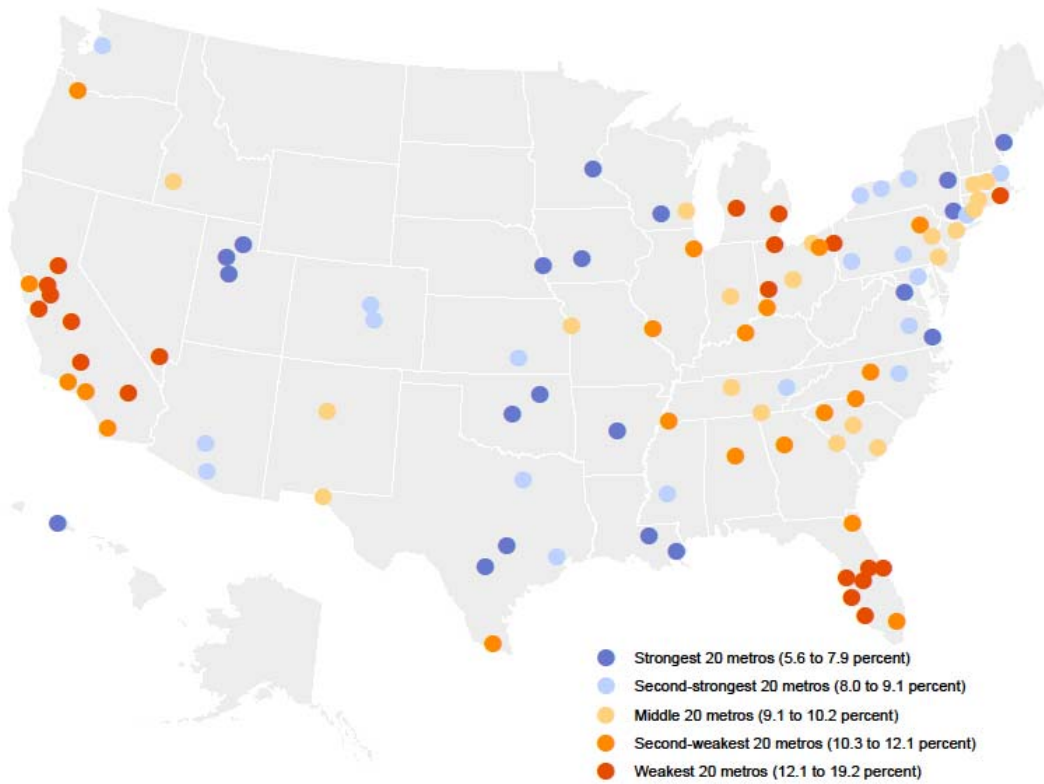 Strongest 20 metros (5.6 to 7.9 percent)
Second-strongest 20 metros (8.0 to 9.1 percent)
Middle 20 metros (9.1 to 10.2 percent)
Second-weakest 20 metros (10.3 to 12.1 percent)
Weakest 20 metros (12.1 to 19.2 percent)